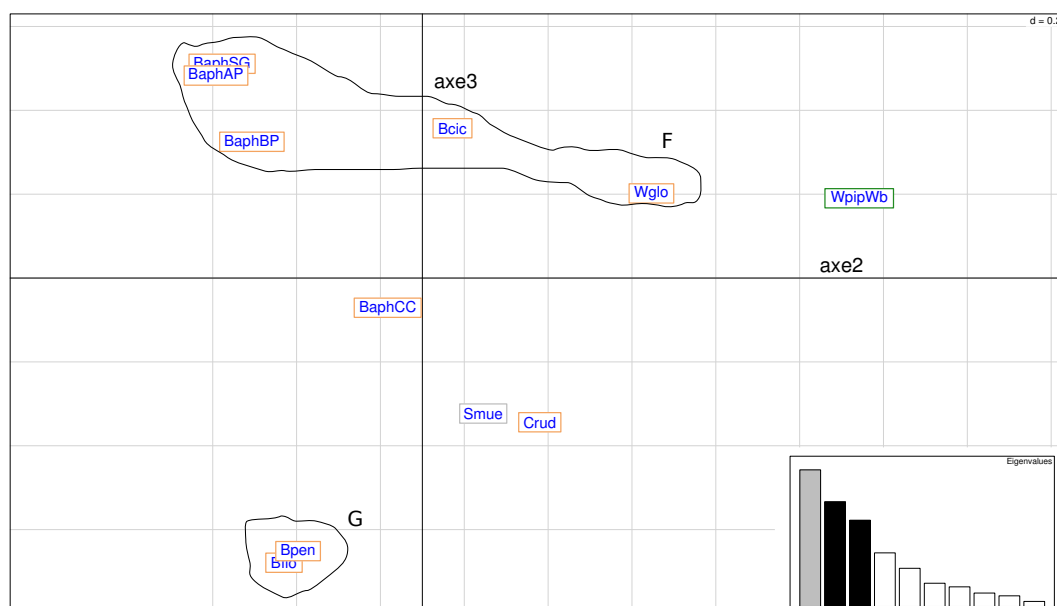 d = 0.2
BaphSG
BaphAP
axe3
Bcic
BaphBP
F
Wglo
WpipWb
axe2
BaphCC
Smue
Crud
Eigenvalues
G
Bpen